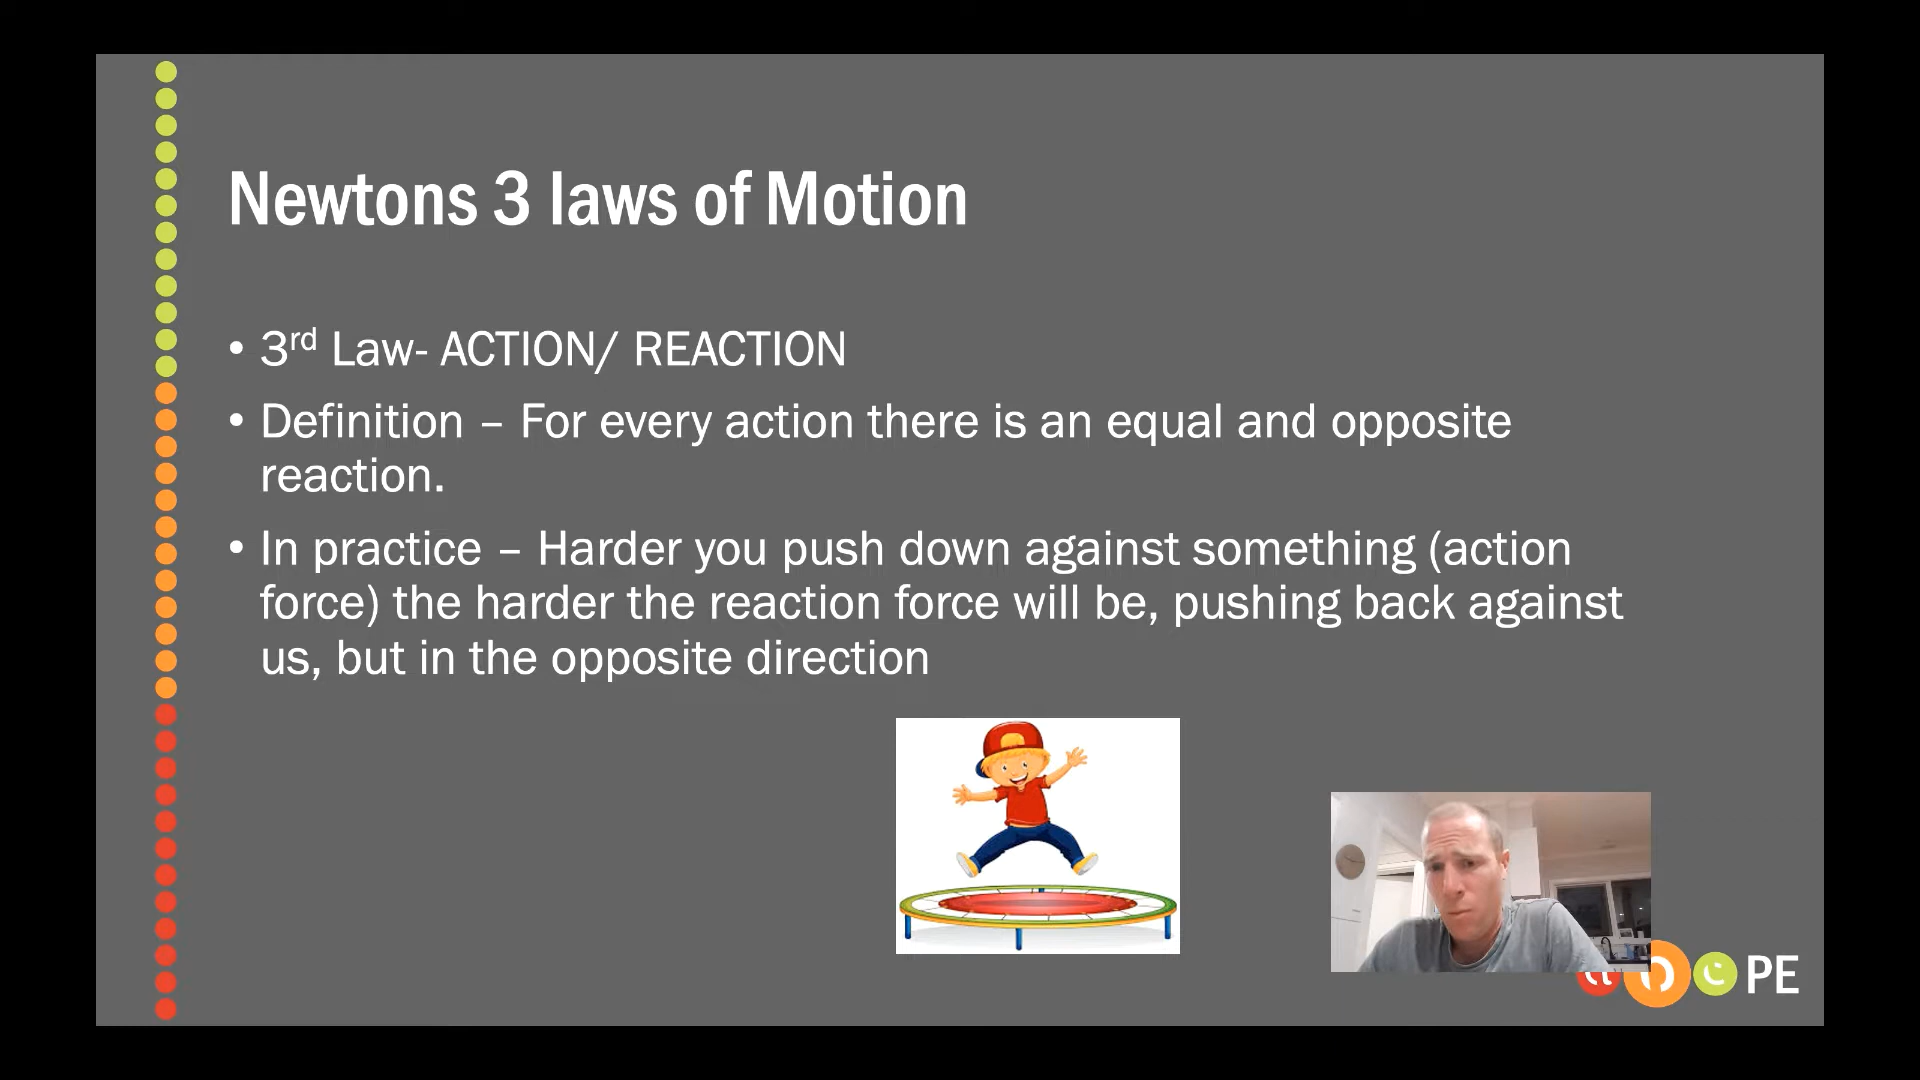 Newtons 3 laws of Motion
• 3rd Law- ACTION/ REACTION
• Definition – For every action there is an equal and opposite
reaction.
• In practice – Harder you push down against something (action
force) the harder the reaction force will be, pushing back against
us, but in the opposite direction
PE